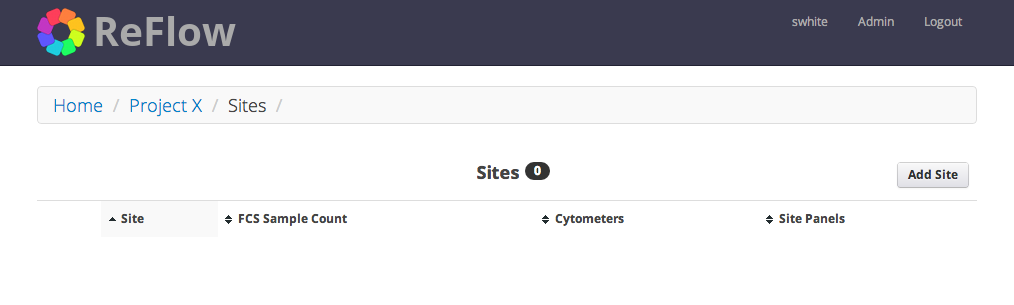 ReFlow swhite Admin Logout
Home / Project X / Sites /
Sites 0 Add Site
Site FCS Sample Count Cytometers Site Panels